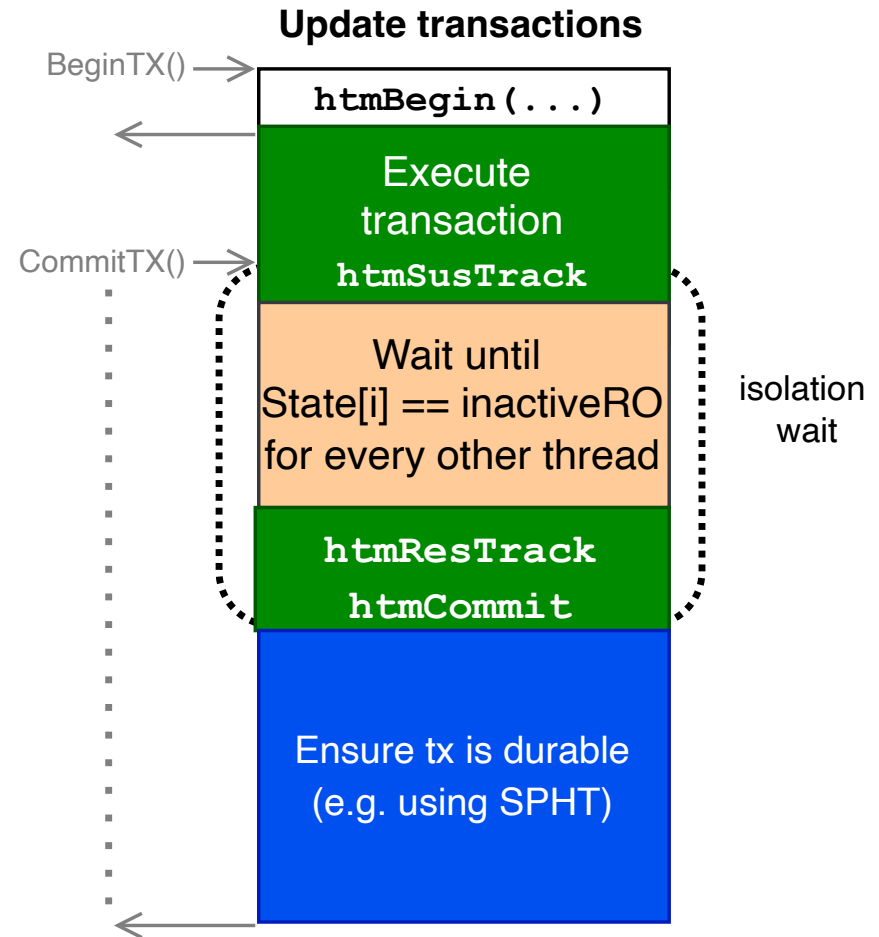 Update transactions
BeginTX()
htmBegin(...)
Execute
transaction
CommitTX()
htmSusTrack
Wait until
State[i] == inactiveRO
for every other thread
isolation
wait
htmResTrack
htmCommit
Ensure tx is durable
(e.g. using SPHT)